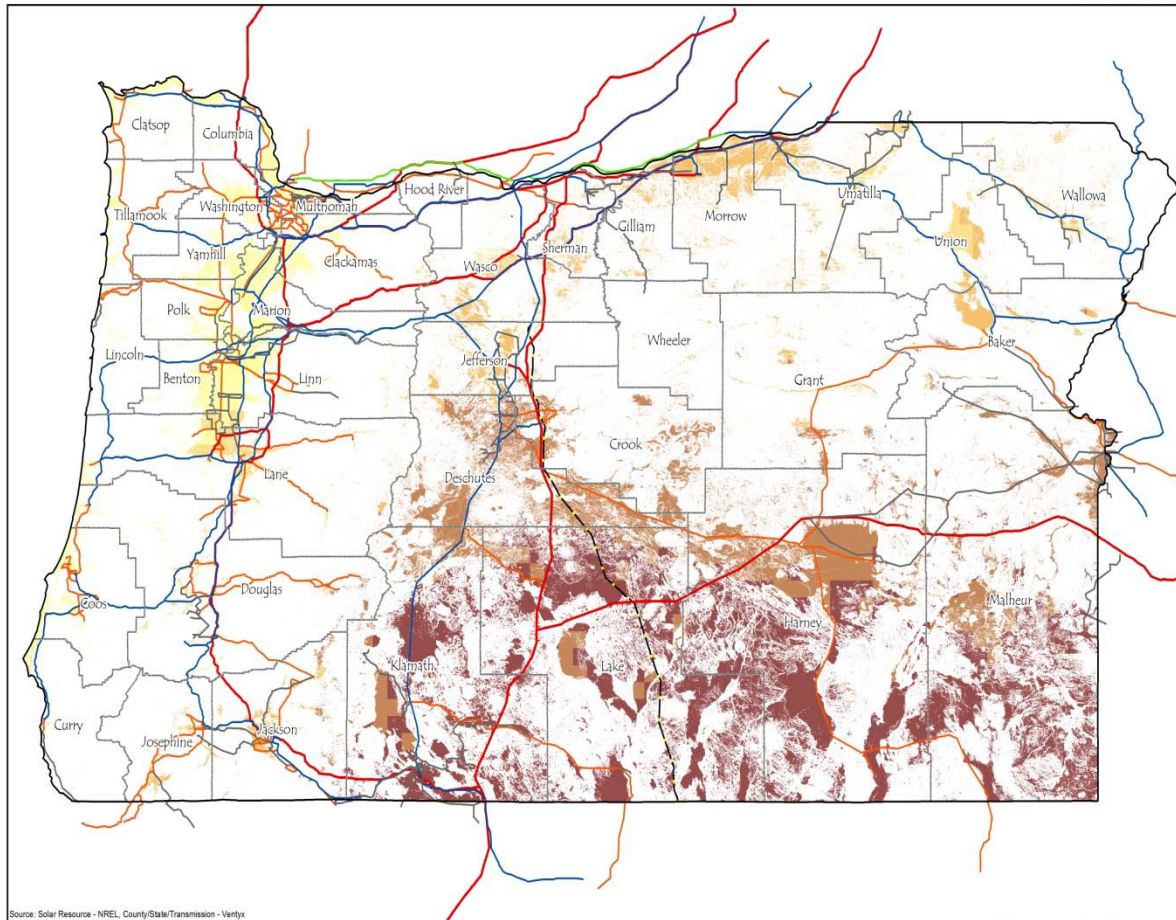 Clatsop
Columbia
Tillamook
Washington
Multnomah
Hood River
Yamhill
Clackamas
Wasco
Sherman
Gilliam
Morrow
Umatilla
Union
Wallowa
Polk
Marion
Lincoln
Benton
Linn
Jefferson
Wheeler
Grant
Baker
Crook
Lane
Deschutes
Coos
Douglas
Klamath
Lake
Harney
Malheur
Curry
Josephine
Jackson
Source: Solar Resource - NREL, County/State/Transmission - Ventyx